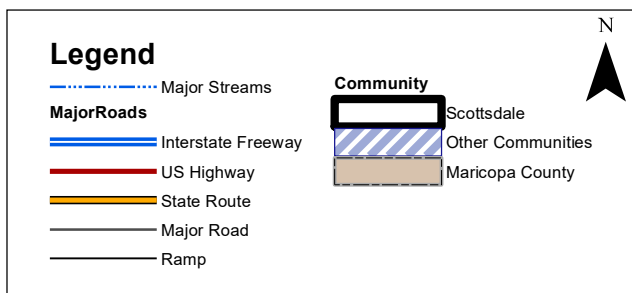 Legend
Major Streams
MajorRoads
Interstate Freeway
US Highway
State Route
Major Road
Ramp
Community
Scottsdale
Other Communities
Maricopa County
N